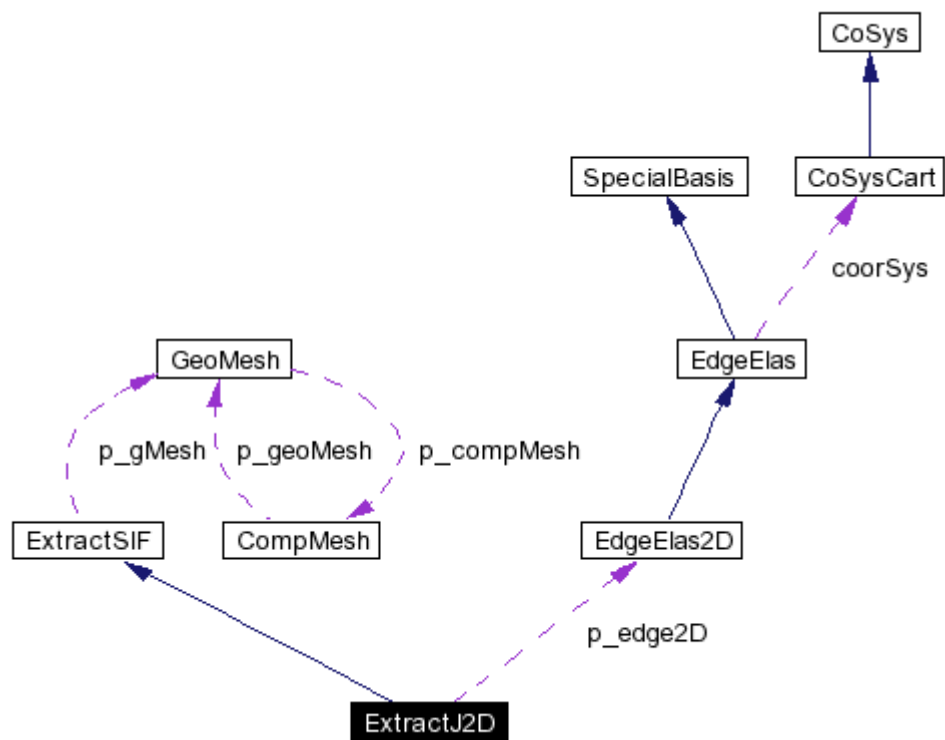 CoSys
SpecialBasis
CoSysCart
coorSys
GeoMesh
EdgeElas
p_gMesh
p_geoMesh
p_compMesh
ExtractSIF
CompMesh
EdgeElas2D
p_edge2D
ExtractJ2D